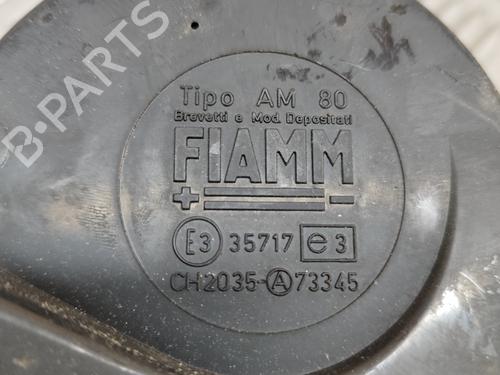 B-PARTS
Tipo AM 80
Brevetti e Mod. Depositati
FIAMM
+ -
E3 35717 e3
CH2035-A73345